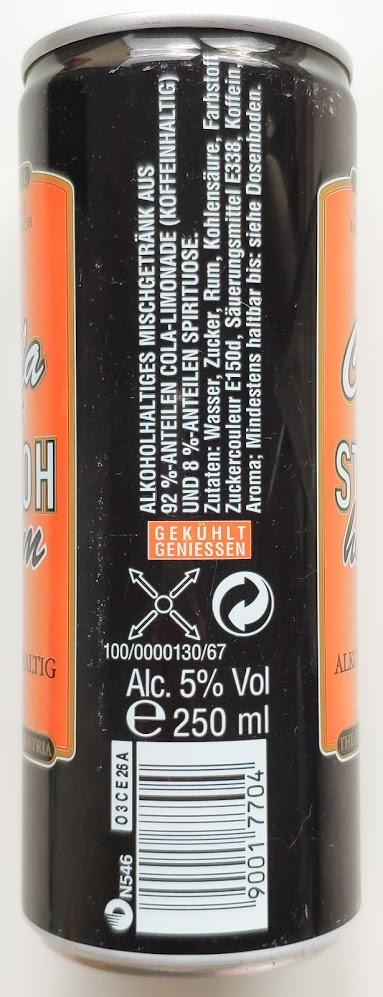 ALKOHOLHALTIGES MISCHGETRÄNK AUS
92 %-ANTEILEN COLA-LIMONADE (KOFFEINHALTIG)
UND 8 %-ANTEILEN SPIRITUOSE.
Zutaten: Wasser, Zucker, Rum, Kohlensäure, Farbstoff
Zuckercouleur E150d, Säuerungsmittel E338, Koffein,
Aroma; Mindestens haltbar bis: siehe Dosenboden.
GEKÜHLT
GENIESSEN
100/0000130/67
Alc. 5% Vol
e 250 ml
03CE26A
N546
9001 7704